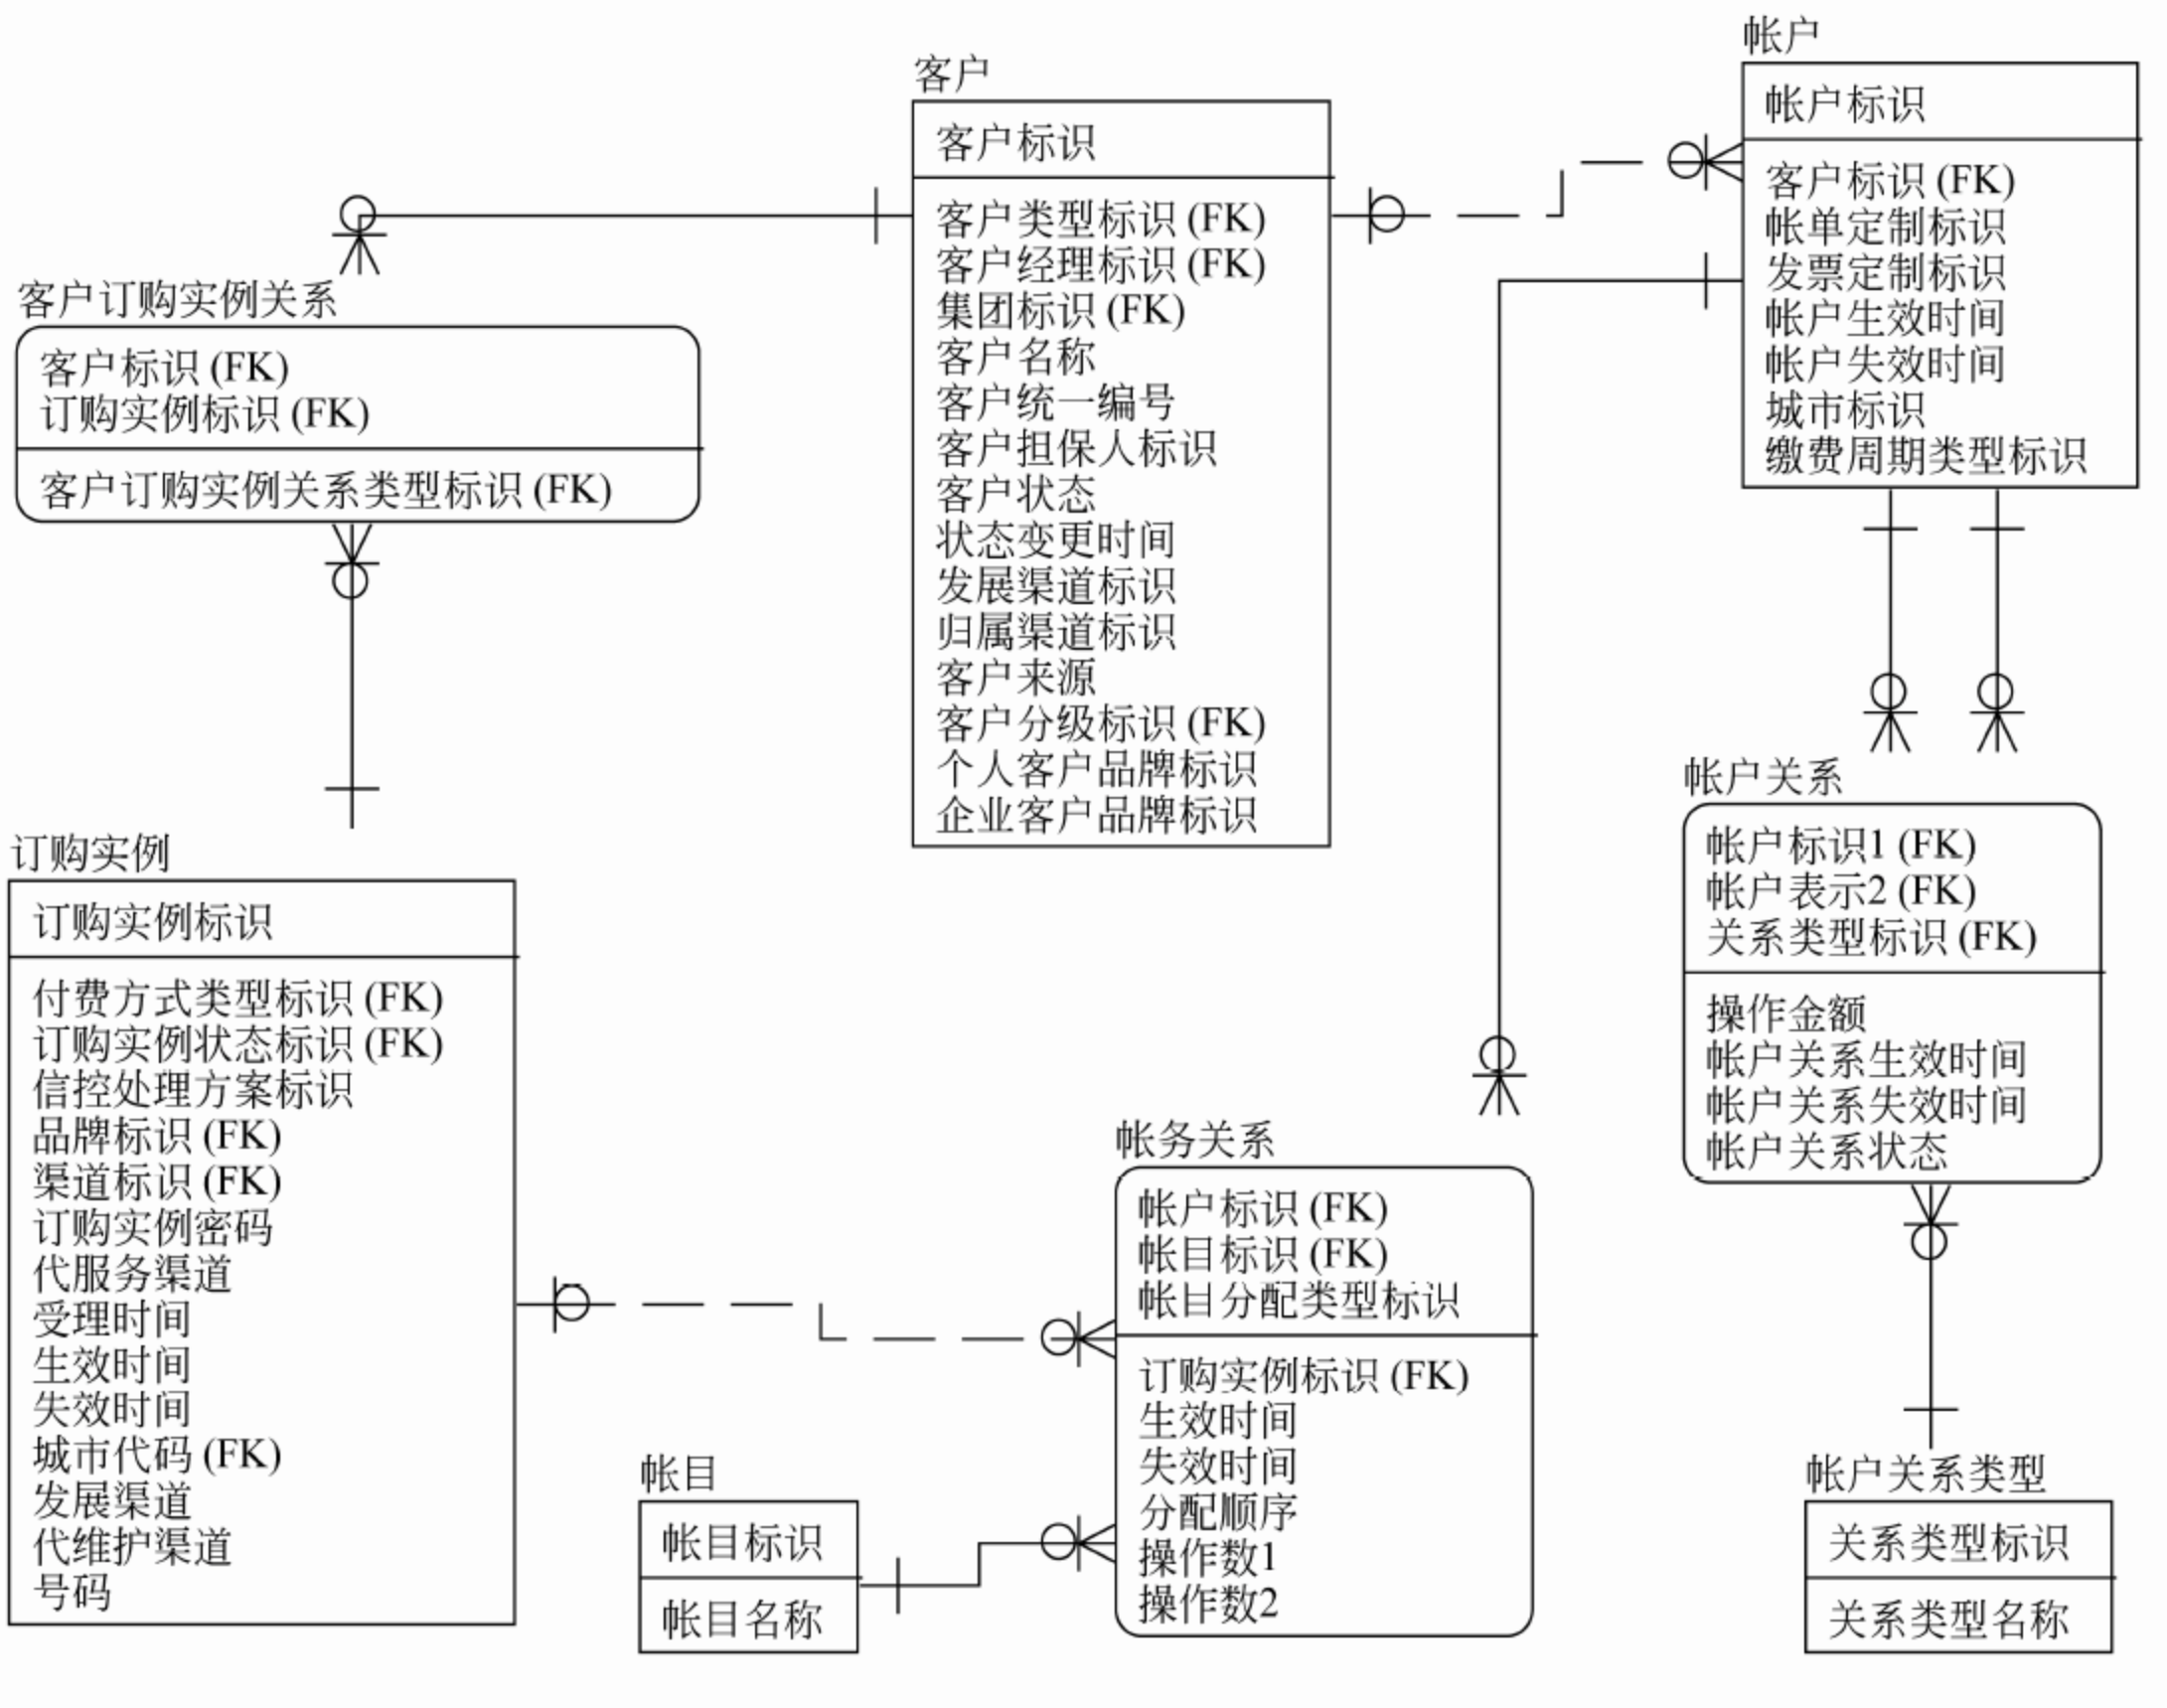 客户
客户标识
客户类型标识 (FK)
客户经理标识 (FK)
集团标识 (FK)
客户名称
客户统一编号
客户担保人标识
客户状态
状态变更时间
发展渠道标识
归属渠道标识
客户来源
客户分级标识 (FK)
个人客户品牌标识
企业客户品牌标识
帐户
帐户标识
客户标识 (FK)
帐单定制标识
发票定制标识
帐户生效时间
帐户失效时间
城市标识
缴费周期类型标识
客户订购实例关系
客户标识 (FK)
订购实例标识 (FK)
客户订购实例关系类型标识 (FK)
订购实例
订购实例标识
付费方式类型标识 (FK)
订购实例状态标识 (FK)
信控处理方案标识
品牌标识 (FK)
渠道标识 (FK)
订购实例密码
代服务渠道
受理时间
生效时间
失效时间
城市代码 (FK)
发展渠道
代维护渠道
号码
帐户关系
帐户标识1 (FK)
帐户表示2 (FK)
关系类型标识 (FK)
操作金额
帐户关系生效时间
帐户关系失效时间
帐户关系状态
帐务关系
帐户标识 (FK)
帐目标识 (FK)
帐目分配类型标识
订购实例标识 (FK)
生效时间
失效时间
分配顺序
操作数1
操作数2
帐目
帐目标识
帐目名称
帐户关系类型
关系类型标识
关系类型名称